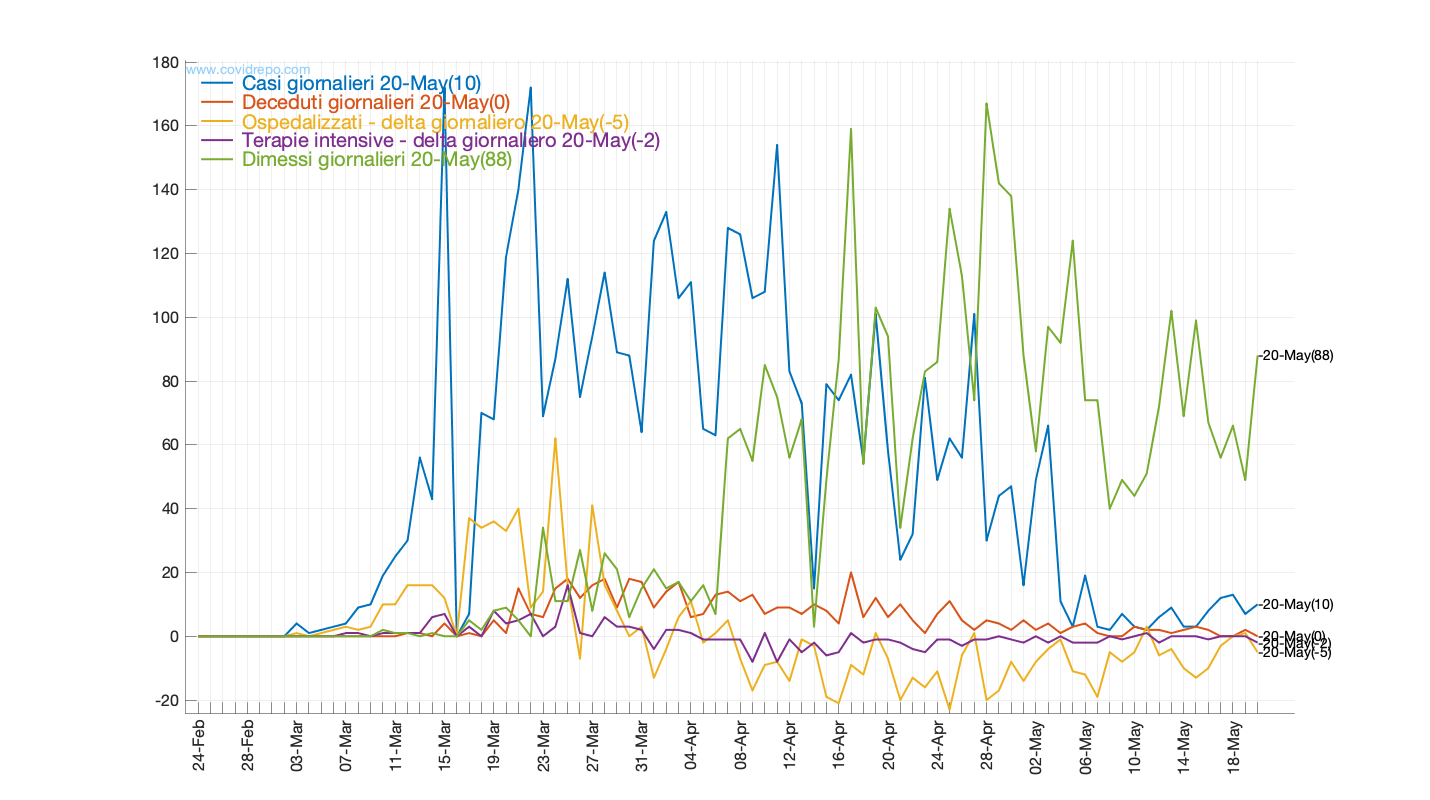 180
www.covidrepo.com
Casi giornalieri 20-May(10)
Deceduti giornalieri 20-May(0)
Ospedalizzati - delta giornaliero 20-May(-5)
Terapie intensive - delta giornaliero 20-May(-2)
Dimessi giornalieri 20-May(88)
160
140
120
100
80
60
40
20
0
-20
-20-May(88)
-20-May(10)
-20-May(0)
-20-May(-2)
-20-May(-5)
24-Feb
28-Feb
03-Mar
07-Mar
11-Mar
15-Mar
19-Mar
23-Mar
27-Mar
31-Mar
04-Apr
08-Apr
12-Apr
16-Apr
20-Apr
24-Apr
28-Apr
02-May
06-May
10-May
14-May
18-May